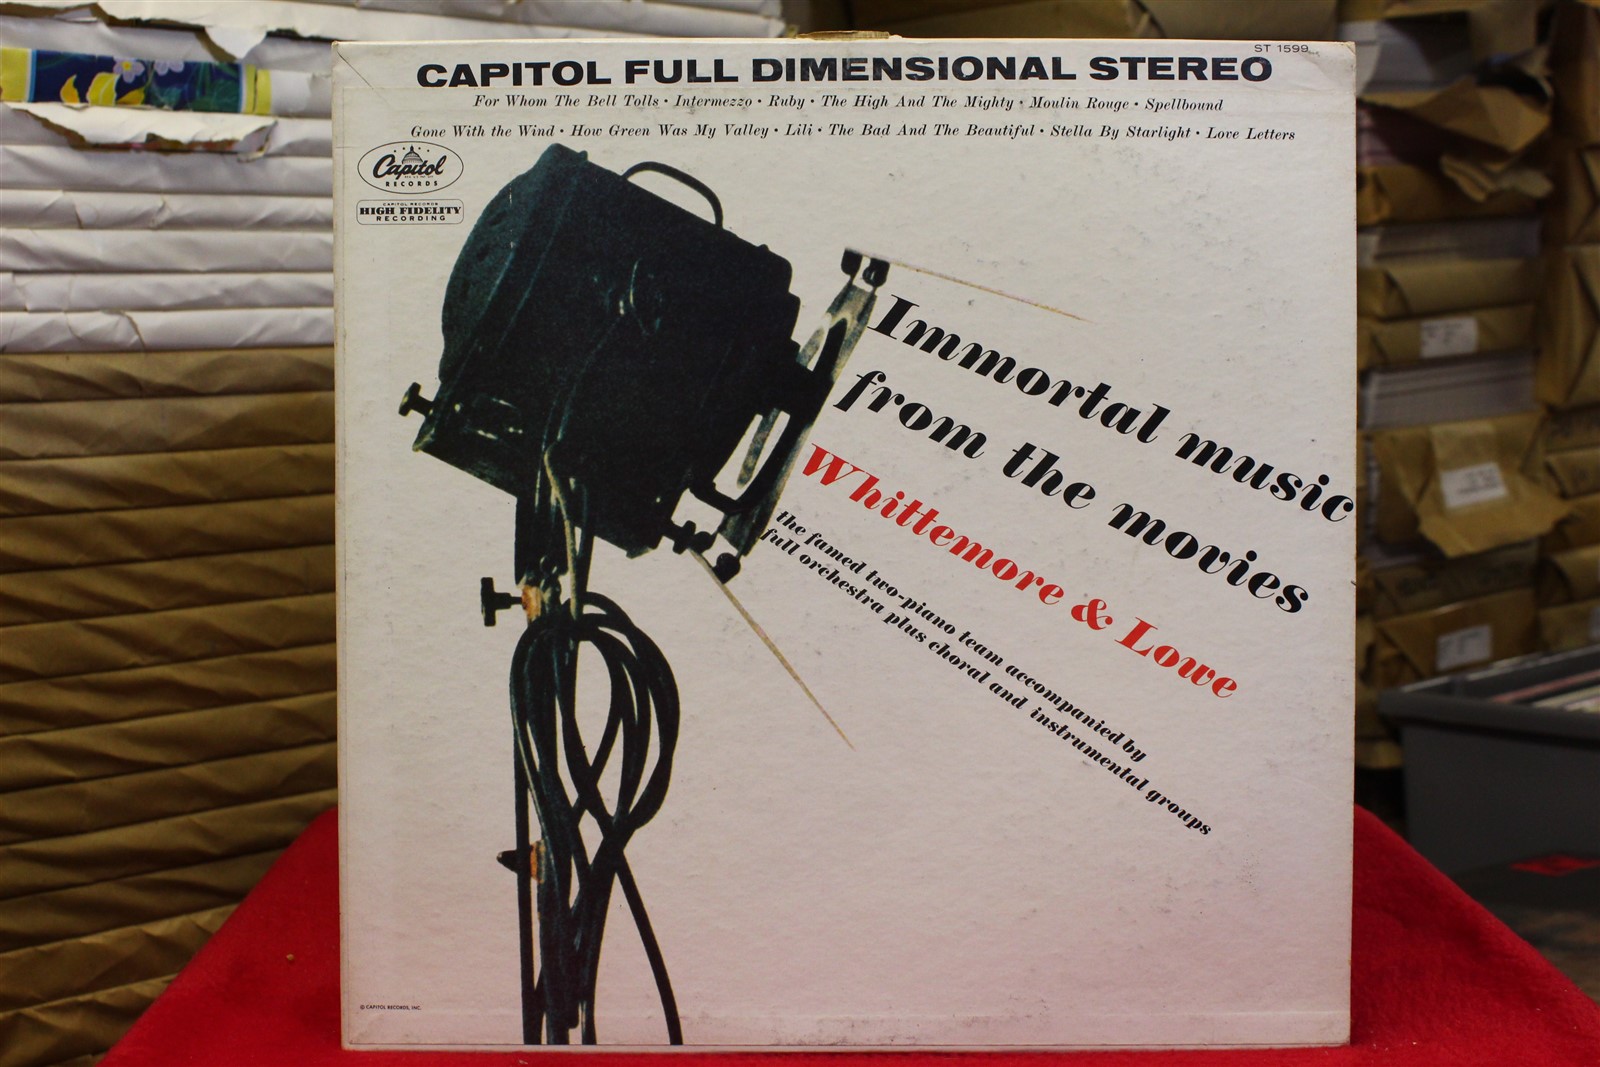 ST 1599
CAPITOL FULL DIMENSIONAL STEREO
For Whom The Bell Tolls • Intermezzo • Ruby • The High And The Mighty • Moulin Rouge • Spellbound
Gone With the Wind • How Green Was My Valley • Lili • The Bad And The Beautiful • Stella By Starlight • Love Letters
Capitol
RECORDS
CAPITOL RECORDS
HIGH FIDELITY
RECORDING
Immortal music
from the movies
Whittemore & Lowe
the famed two-piano team accompanied by
full orchestra plus choral and instrumental groups
© CAPITOL RECORDS, INC.